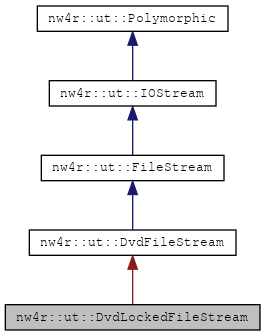 nw4r::ut::Polymorphic
nw4r::ut::IOStream
nw4r::ut::FileStream
nw4r::ut::DvdFileStream
nw4r::ut::DvdLockedFileStream